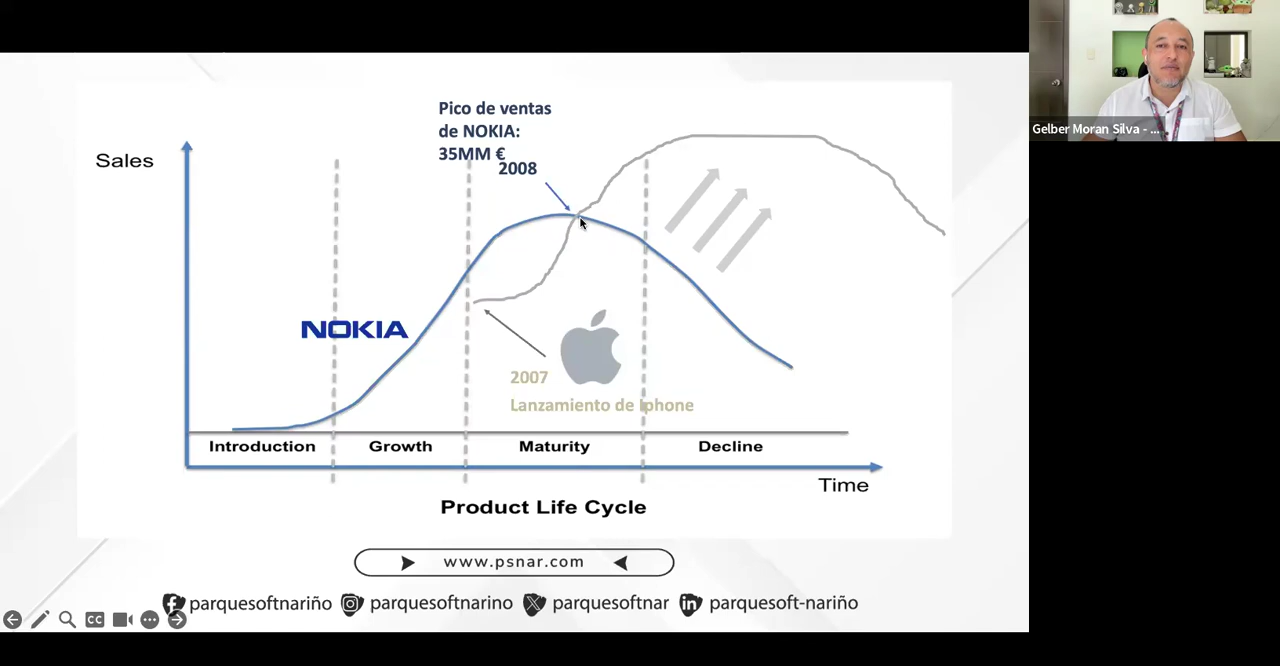 Pico de ventas
de NOKIA:
35MM €
2008
Sales
NOKIA
2007
Lanzamiento de Iphone
Introduction Growth Maturity Decline
Time
Product Life Cycle
www.psnar.com
parquesoftnariño parquesoftnarino parquesoftnar parquesoft-nariño
CC
Gelber Moran Silva - ...